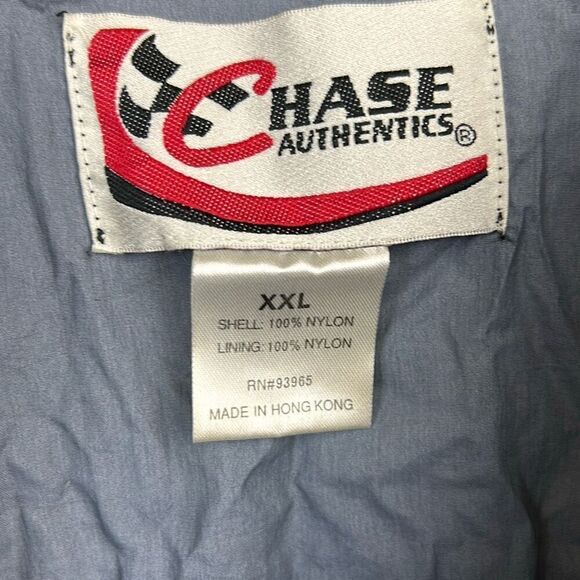 CHASE
AUTHENTICS®
XXL
SHELL: 100% NYLON
LINING: 100% NYLON
RN#93965
MADE IN HONG KONG